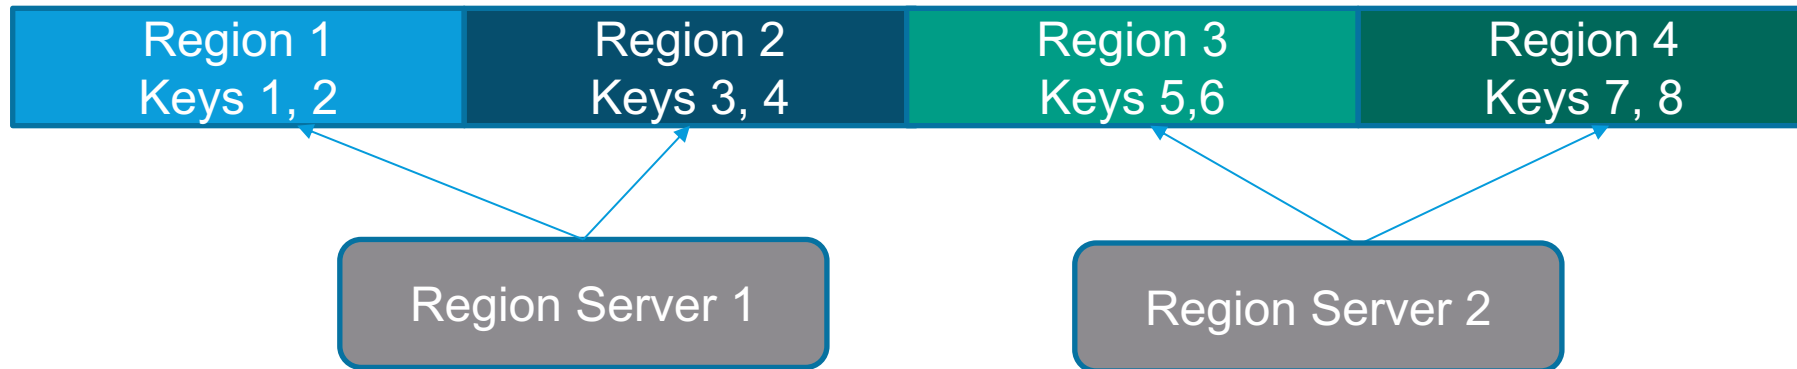 Region 1
Keys 1, 2
Region 2
Keys 3, 4
Region 3
Keys 5,6
Region 4
Keys 7, 8
Region Server 1
Region Server 2